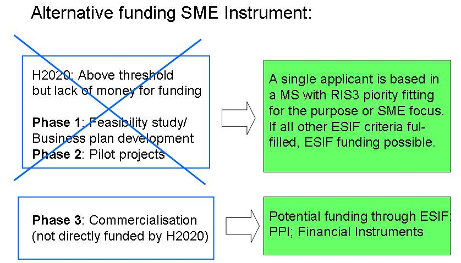 Alternative funding SME Instrument:
H2020: Above threshold
but lack of money for funding
Phase 1: Feasibility study/
Business plan development
Phase 2: Pilot projects
A single applicant is based in
a MS with RIS3 piority fitting
for the purpose or SME focus.
If all other ESIF criteria ful-
filled, ESIF funding possible.
Phase 3: Commercialisation
(not directly funded by H2020)
Potential funding through ESIF:
PPI; Financial Instruments